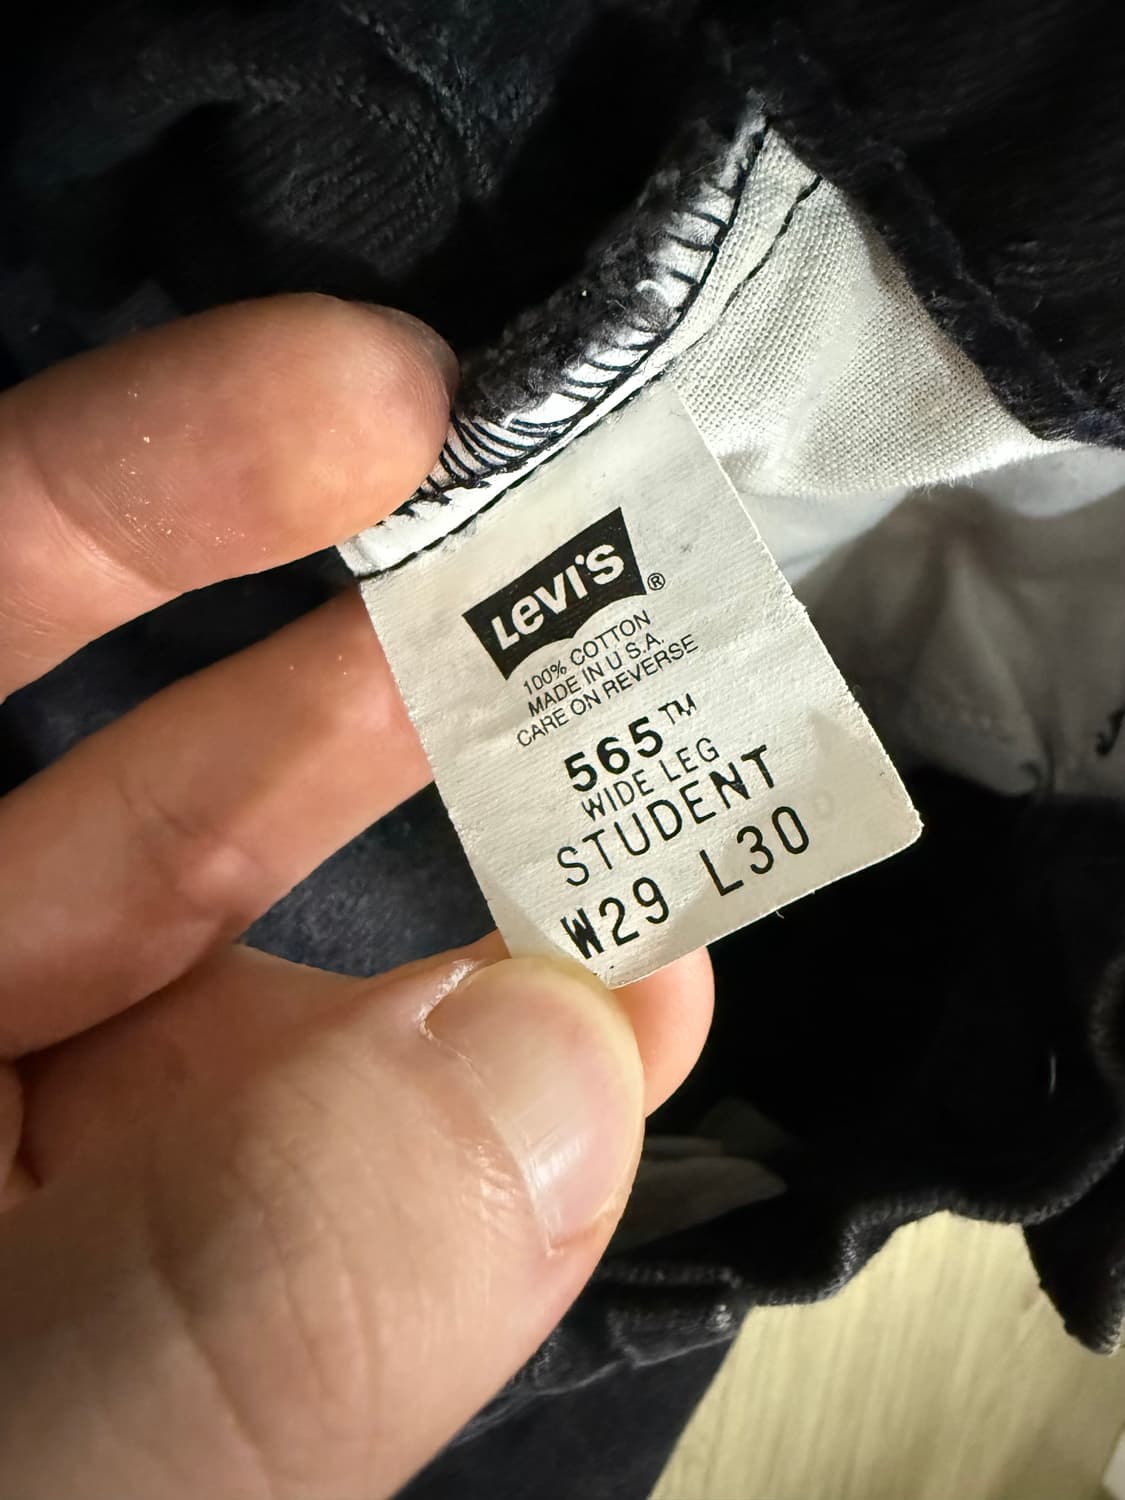 Levi's ®
100% COTTON
MADE IN U.S.A.
CARE ON REVERSE
565™
WIDE LEG
STUDENT
W29 L30